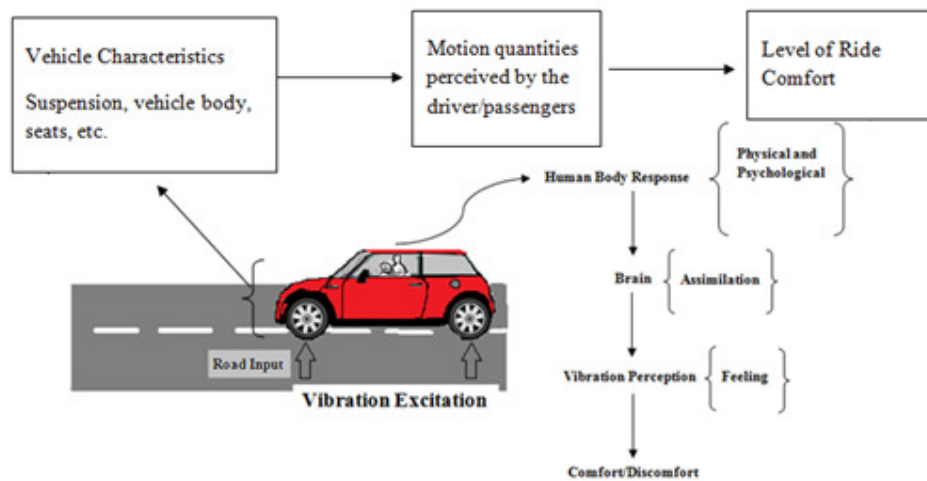 Vehicle Characteristics
Suspension, vehicle body,
seats, etc.
Motion quantities
perceived by the
driver/passengers
Level of Ride
Comfort
Human Body Response
Physical and
Psychological
Brain
Assimilation
Road Input
Vibration Excitation
Vibration Perception
Feeling
Comfort/Discomfort